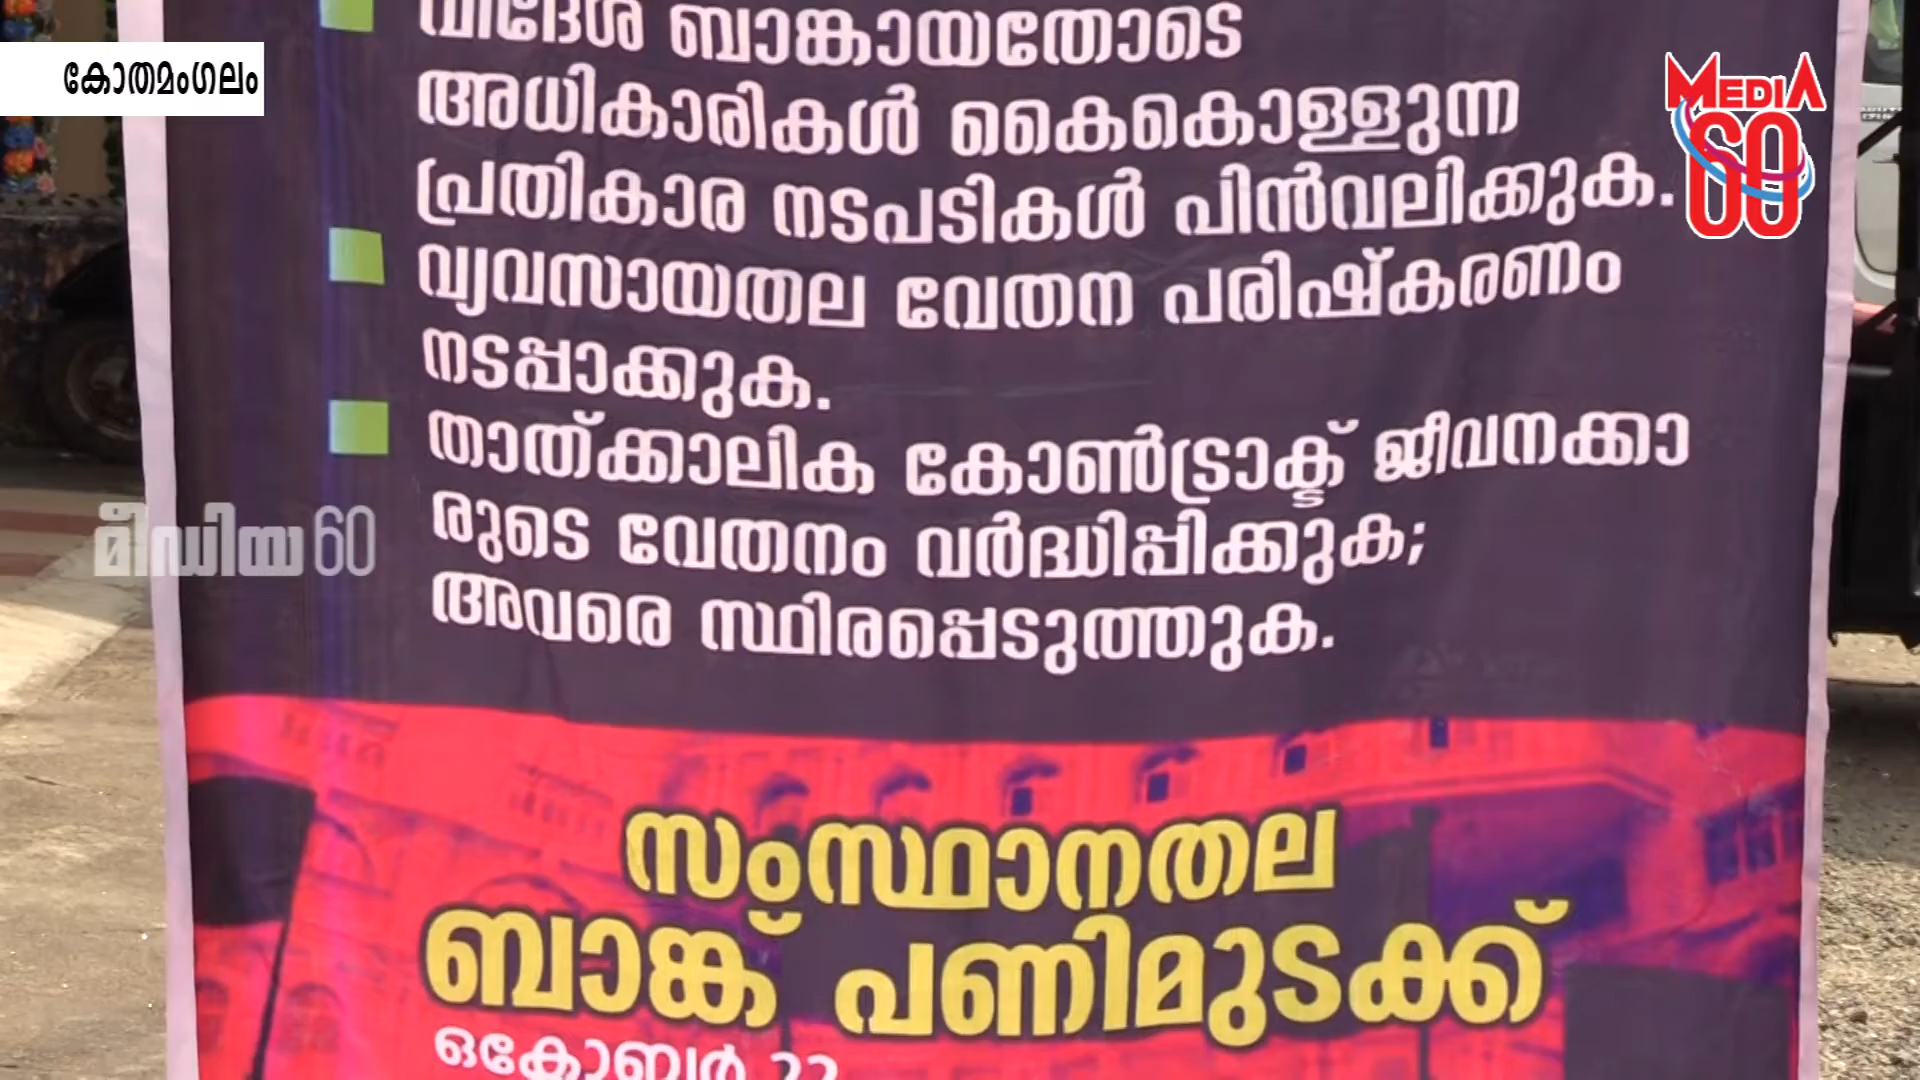 വിദേശ ബാങ്കായതോടെ
കോതമംഗലം
MEDIA
60
അധികാരികൾ കൈകൊള്ളുന്ന
പ്രതികാര നടപടികൾ പിൻവലിക്കുക.
വ്യവസായതല വേതന പരിഷ്കരണം
നടപ്പാക്കുക.
താത്ക്കാലിക കോൺട്രാക്ട് ജീവനക്കാ
മീഡിയ 60
രുടെ വേതനം വർദ്ധിപ്പിക്കുക;
അവരെ സ്ഥിരപ്പെടുത്തുക.
സംസ്ഥാനതല
ബാങ്ക് പണിമുടക്ക്
ഒക്ടോബർ 22